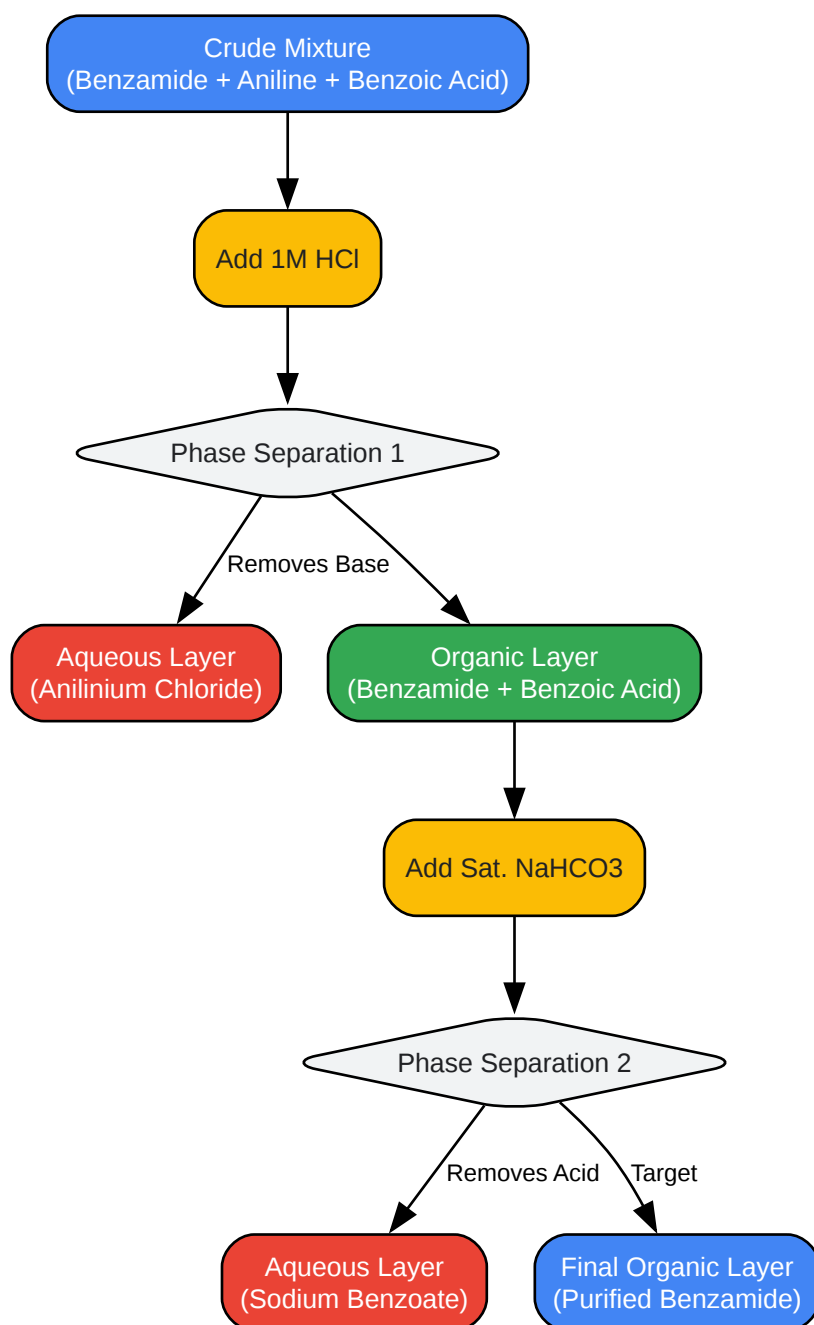 Crude Mixture
(Benzamide + Aniline + Benzoic Acid)
Add 1M HCl
Phase Separation 1
Removes Base
Aqueous Layer
(Anilinium Chloride)
Organic Layer
(Benzamide + Benzoic Acid)
Add Sat. NaHCO3
Phase Separation 2
Removes Acid
Target
Aqueous Layer
(Sodium Benzoate)
Final Organic Layer
(Purified Benzamide)